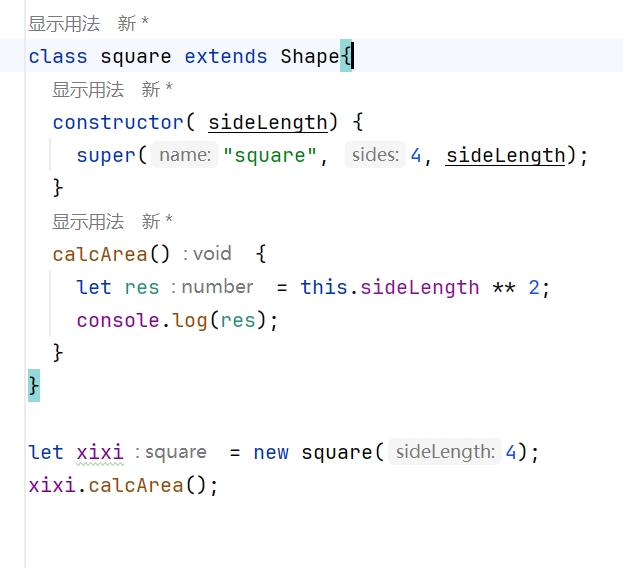 显示用法 新 *
class square extends Shape{
显示用法 新 *
constructor( sideLength) {
super( name: "square", sides: 4, sideLength);
}
显示用法 新 *
calcArea() : void {
let res : number = this.sideLength ** 2;
console.log(res);
}
}
let xixi : square = new square( sideLength: 4);
xixi.calcArea();